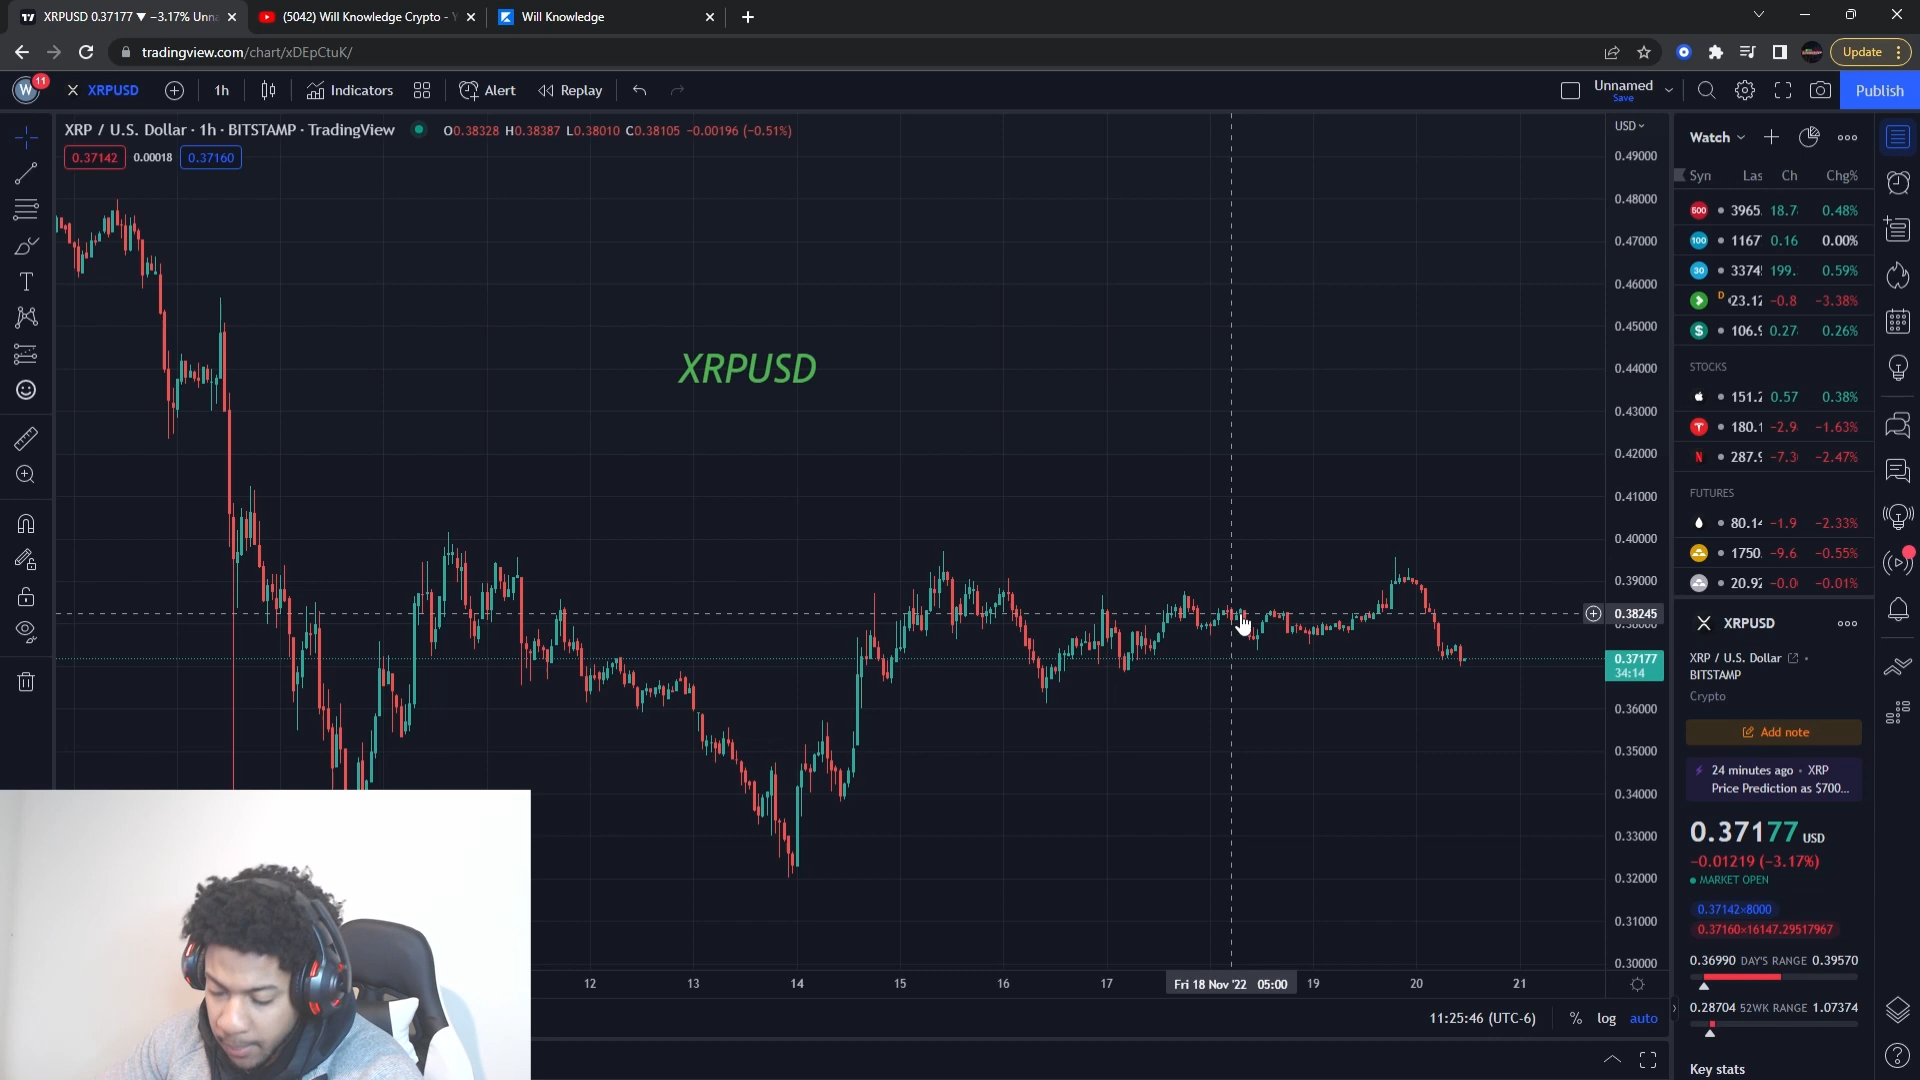 XRPUSD 0.37177 ▼ −3.17% Unna
(5042) Will Knowledge Crypto - Y
Will Knowledge
tradingview.com/chart/xDEpCtuK/
Update
W 11
XRPUSD
1h
Indicators
Alert
Replay
Unnamed
Save
Publish
XRP / U.S. Dollar · 1h · BITSTAMP · TradingView
O0.38328 H0.38387 L0.38010 C0.38105 −0.00196 (−0.51%)
0.37142 0.00018 0.37160
XRPUSD
USD
0.49000
0.48000
0.47000
0.46000
0.45000
0.44000
0.43000
0.42000
0.41000
0.40000
0.39000
0.38245
0.38000
0.37177
34:14
0.36000
0.35000
0.34000
0.33000
0.32000
0.31000
0.30000
12 13 14 15 16 17 Fri 18 Nov '22 05:00 19 20 21
11:25:46 (UTC-6) % log auto
Watch
Syn Las Ch Chg%
500 3965. 18.7 0.48%
100 1167 0.16 0.00%
30 3374 199. 0.59%
D 23.12 −0.8 −3.38%
$ 106. 0.27 0.26%
STOCKS
151.2 0.57 0.38%
T 180.1 −2.9 −1.63%
N 287.9 −7.3 −2.47%
FUTURES
80.14 −1.9 −2.33%
1750. −9.6 −0.55%
20.92 −0.0 −0.01%
XRPUSD
XRP / U.S. Dollar
BITSTAMP
Crypto
Add note
24 minutes ago · XRP
Price Prediction as $700...
0.37177 USD
−0.01219 (−3.17%)
MARKET OPEN
0.37142×8000
0.37160×16147.29517967
0.36990 DAY'S RANGE 0.39570
0.28704 52WK RANGE 1.07374
Key stats